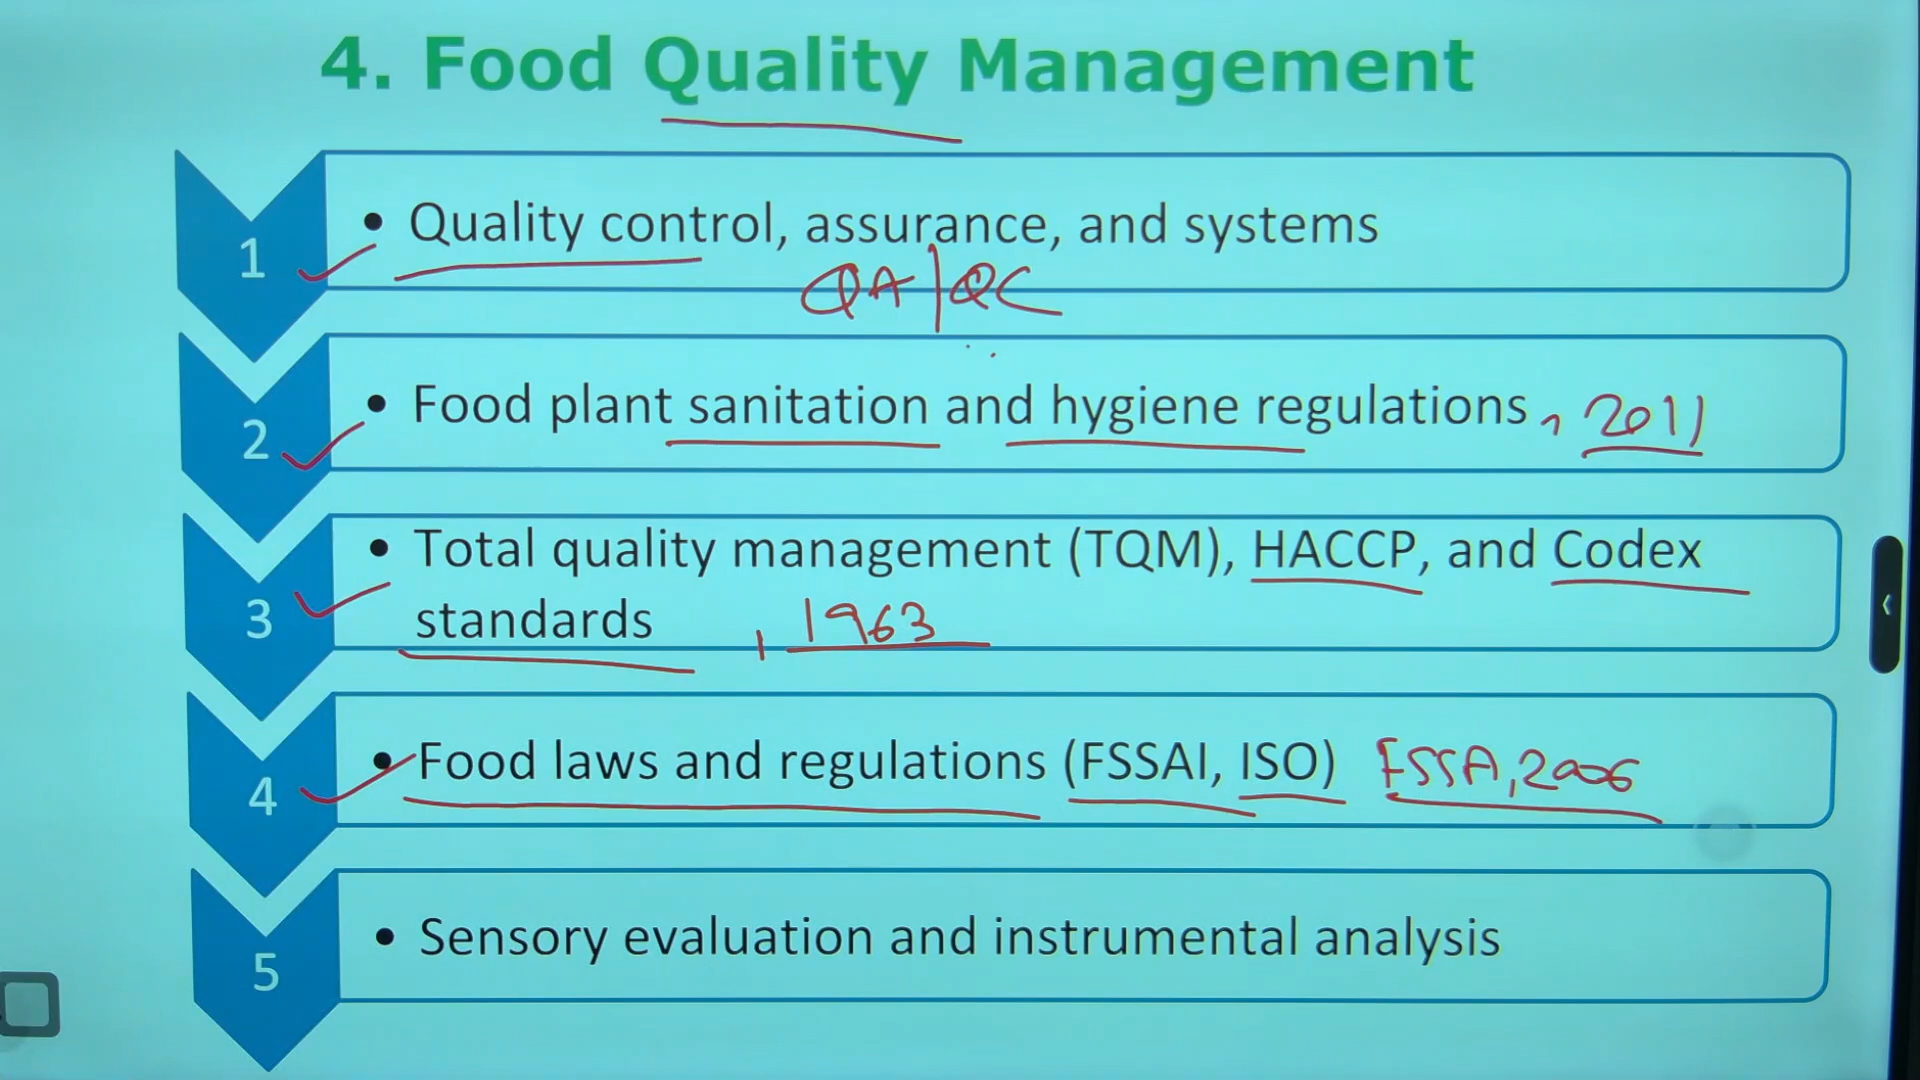 4. Food Quality Management
1
• Quality control, assurance, and systems
QA|QC
2
• Food plant sanitation and hygiene regulations , 2011
3
• Total quality management (TQM), HACCP, and Codex
standards , 1963
4
• Food laws and regulations (FSSAI, ISO) FSSA, 2006
5
• Sensory evaluation and instrumental analysis